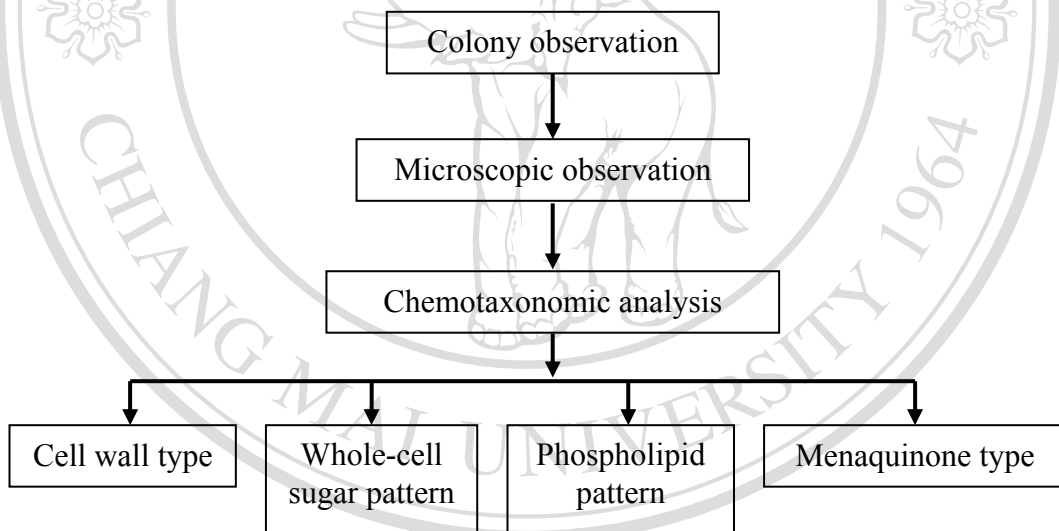 Colony observation
Microscopic observation
Chemotaxonomic analysis
Cell wall type
Whole-cell
sugar pattern
Phospholipid
pattern
Menaquinone type
CHIANG MAI UNIVERSITY 1964